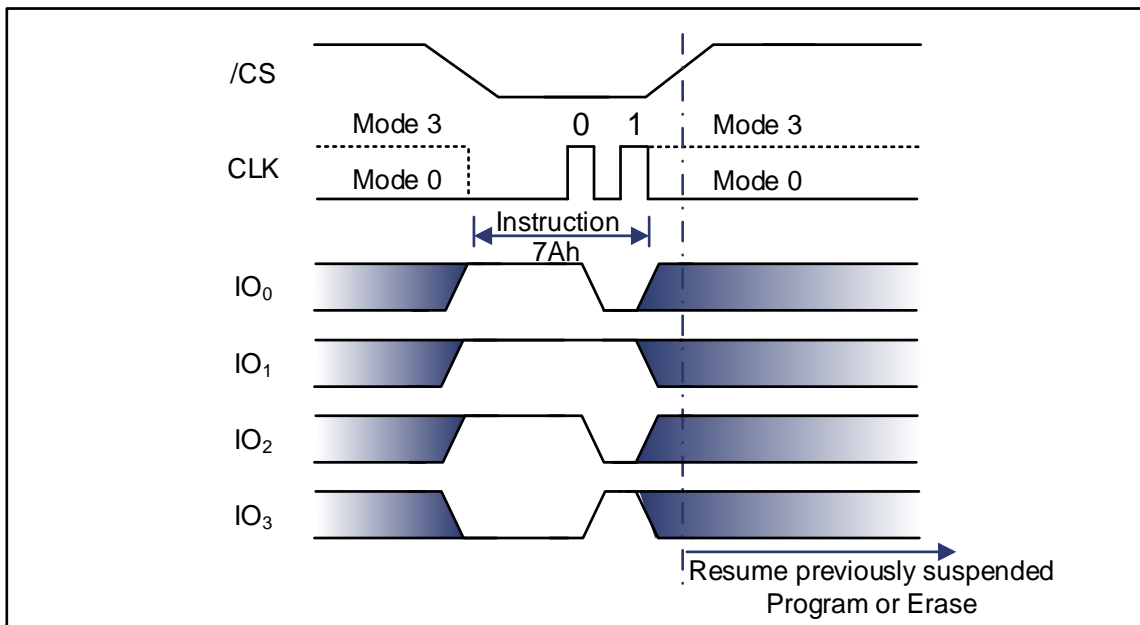 /CS
Mode 3 0 1 Mode 3
CLK
Mode 0 Mode 0
Instruction
7Ah
IO0
IO1
IO2
IO3
Resume previously suspended
Program or Erase